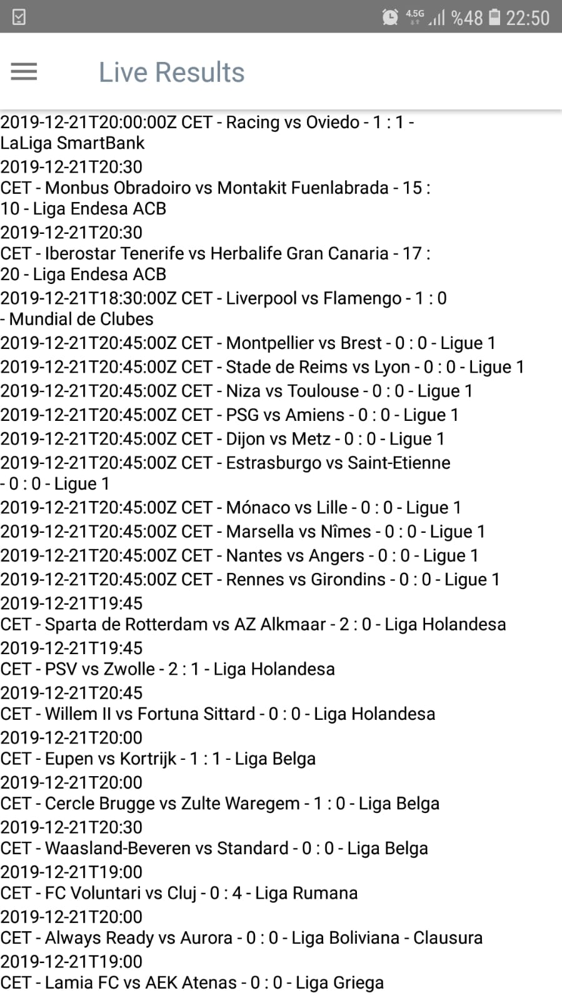 4.5G %48 22:50
Live Results
2019-12-21T20:00:00Z CET - Racing vs Oviedo - 1 : 1 -
LaLiga SmartBank
2019-12-21T20:30
CET - Monbus Obradoiro vs Montakit Fuenlabrada - 15 :
10 - Liga Endesa ACB
2019-12-21T20:30
CET - Iberostar Tenerife vs Herbalife Gran Canaria - 17 :
20 - Liga Endesa ACB
2019-12-21T18:30:00Z CET - Liverpool vs Flamengo - 1 : 0
- Mundial de Clubes
2019-12-21T20:45:00Z CET - Montpellier vs Brest - 0 : 0 - Ligue 1
2019-12-21T20:45:00Z CET - Stade de Reims vs Lyon - 0 : 0 - Ligue 1
2019-12-21T20:45:00Z CET - Niza vs Toulouse - 0 : 0 - Ligue 1
2019-12-21T20:45:00Z CET - PSG vs Amiens - 0 : 0 - Ligue 1
2019-12-21T20:45:00Z CET - Dijon vs Metz - 0 : 0 - Ligue 1
2019-12-21T20:45:00Z CET - Estrasburgo vs Saint-Etienne
- 0 : 0 - Ligue 1
2019-12-21T20:45:00Z CET - Mónaco vs Lille - 0 : 0 - Ligue 1
2019-12-21T20:45:00Z CET - Marsella vs Nîmes - 0 : 0 - Ligue 1
2019-12-21T20:45:00Z CET - Nantes vs Angers - 0 : 0 - Ligue 1
2019-12-21T20:45:00Z CET - Rennes vs Girondins - 0 : 0 - Ligue 1
2019-12-21T19:45
CET - Sparta de Rotterdam vs AZ Alkmaar - 2 : 0 - Liga Holandesa
2019-12-21T19:45
CET - PSV vs Zwolle - 2 : 1 - Liga Holandesa
2019-12-21T20:45
CET - Willem II vs Fortuna Sittard - 0 : 0 - Liga Holandesa
2019-12-21T20:00
CET - Eupen vs Kortrijk - 1 : 1 - Liga Belga
2019-12-21T20:00
CET - Cercle Brugge vs Zulte Waregem - 1 : 0 - Liga Belga
2019-12-21T20:30
CET - Waasland-Beveren vs Standard - 0 : 0 - Liga Belga
2019-12-21T19:00
CET - FC Voluntari vs Cluj - 0 : 4 - Liga Rumana
2019-12-21T20:00
CET - Always Ready vs Aurora - 0 : 0 - Liga Boliviana - Clausura
2019-12-21T19:00
CET - Lamia FC vs AEK Atenas - 0 : 0 - Liga Griega